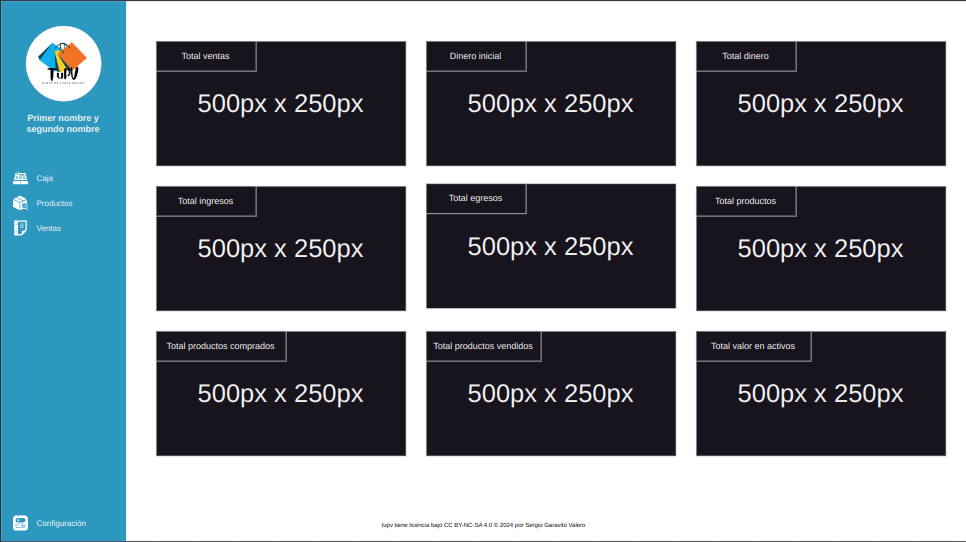 TuPV
Primer nombre y
segundo nombre
Caja
Productos
Ventas
Configuración
Total ventas
500px x 250px
Dinero inicial
500px x 250px
Total dinero
500px x 250px
Total ingresos
500px x 250px
Total egresos
500px x 250px
Total productos
500px x 250px
Total productos comprados
500px x 250px
Total productos vendidos
500px x 250px
Total valor en activos
500px x 250px
tupv tiene licencia bajo CC BY-NC-SA 4.0 © 2024 por Sergio Garavito Valero